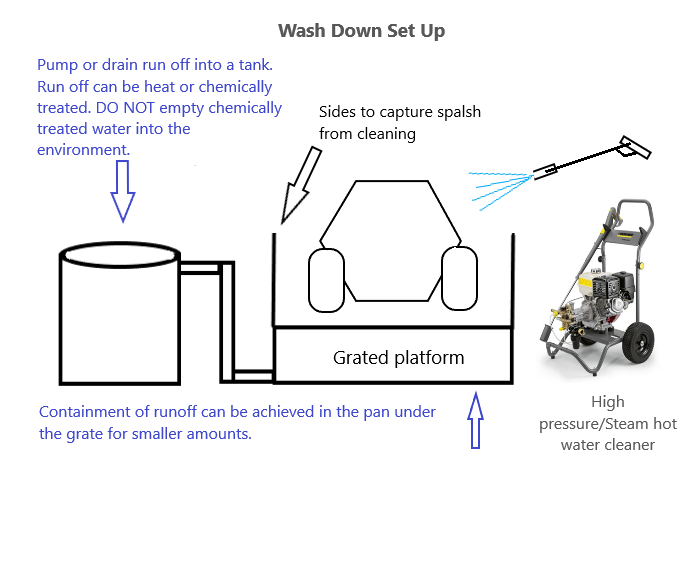 Wash Down Set Up
Pump or drain run off into a tank.
Run off can be heat or chemically
treated. DO NOT empty chemically
treated water into the
environment.
Sides to capture spalsh
from cleaning
Grated platform
Containment of runoff can be achieved in the pan under
the grate for smaller amounts.
High
pressure/Steam hot
water cleaner